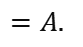 = A.